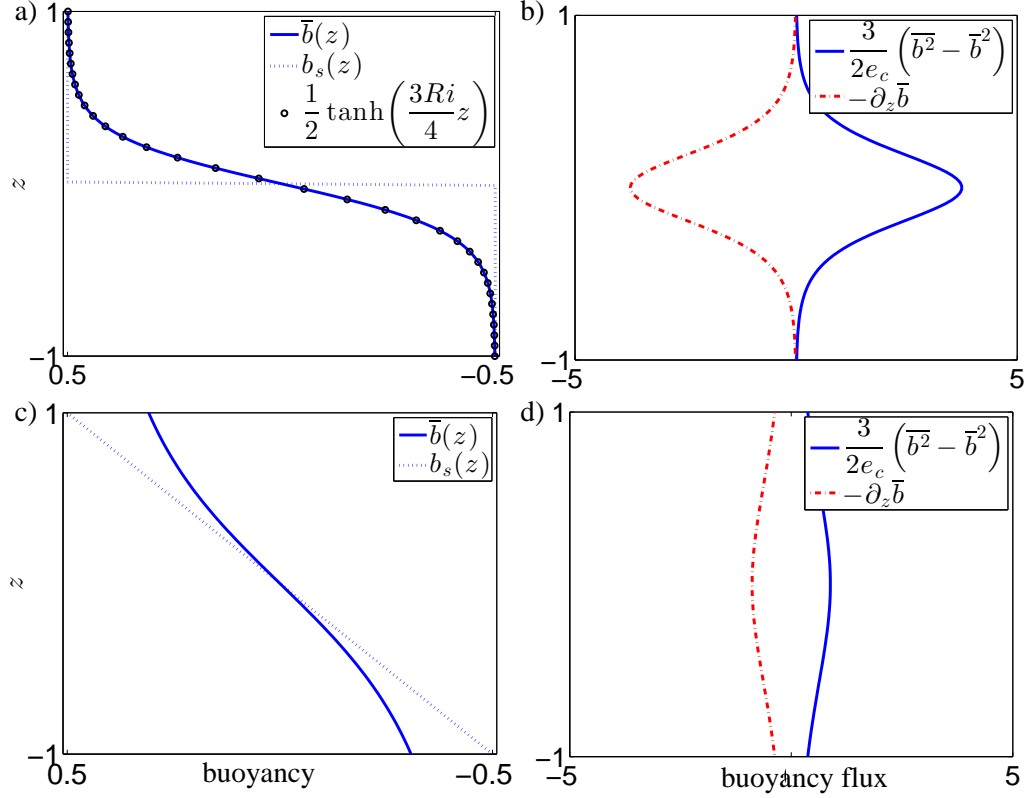 a)
1
b̄(z)
b_s(z)
1/2 tanh(3Ri/4 z)
z
−1
0.5
−0.5
b)
1
3/2e_c (b̄² − b̄²)
−∂_z b̄
−1
−5
5
c)
1
b̄(z)
b_s(z)
z
−1
0.5
buoyancy
−0.5
d)
1
3/2e_c (b̄² − b̄²)
−∂_z b̄
−1
−5
buoyancy flux
5